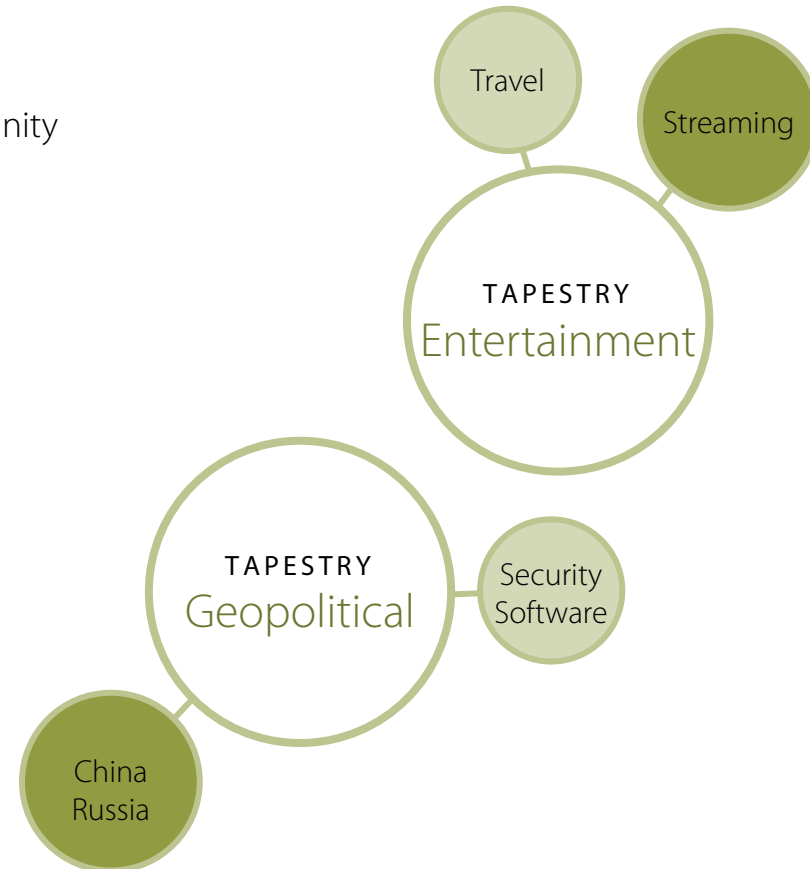 nity
Travel
Streaming
TAPESTRY
Entertainment
TAPESTRY
Geopolitical
Security
Software
China
Russia